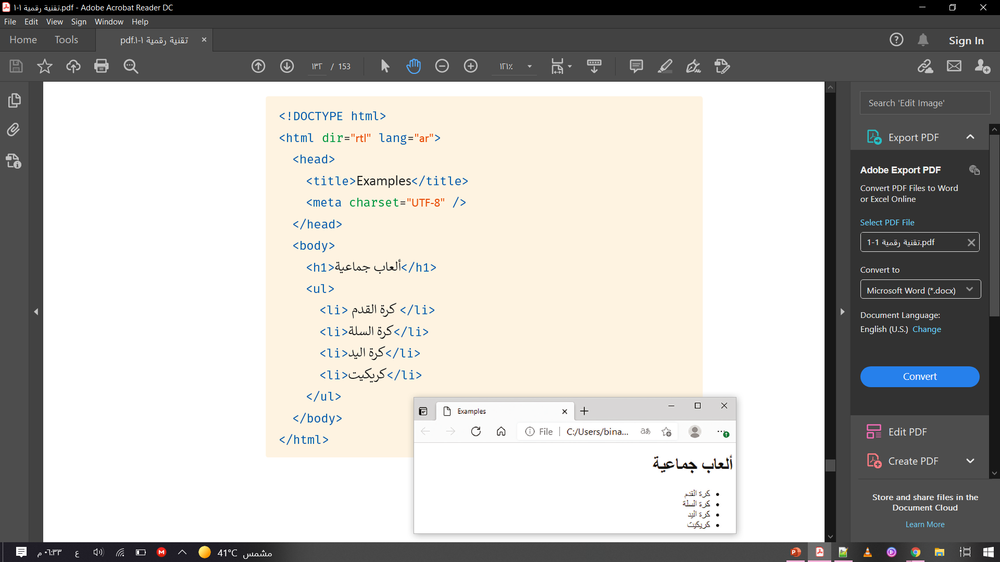 تقنية رقمية ١-١.pdf - Adobe Acrobat Reader DC
File Edit View Sign Window Help
Home Tools تقنية رقمية ١-١.pdf
Sign In
١٣٢ / 153
١٢١٪
<!DOCTYPE html>
<html dir="rtl" lang="ar">
<head>
<title>Examples</title>
<meta charset="UTF-8" />
</head>
<body>
<h1>ألعاب جماعية</h1>
<ul>
<li> كرة القدم </li>
<li>كرة السلة</li>
<li>كرة اليد</li>
<li>كريكيت</li>
</ul>
</body>
</html>
Examples
File C:/Users/bina...
ألعاب جماعية
• كرة القدم
• كرة السلة
• كرة اليد
• كريكيت
Search 'Edit Image'
Export PDF
Adobe Export PDF
Convert PDF Files to Word
or Excel Online
Select PDF File
تقنية رقمية 1-1.pdf
Convert to
Microsoft Word (*.docx)
Document Language:
English (U.S.) Change
Convert
Edit PDF
Create PDF
Store and share files in the
Document Cloud
Learn More
٠٦:٣٣ م
ع
41°C مشمس